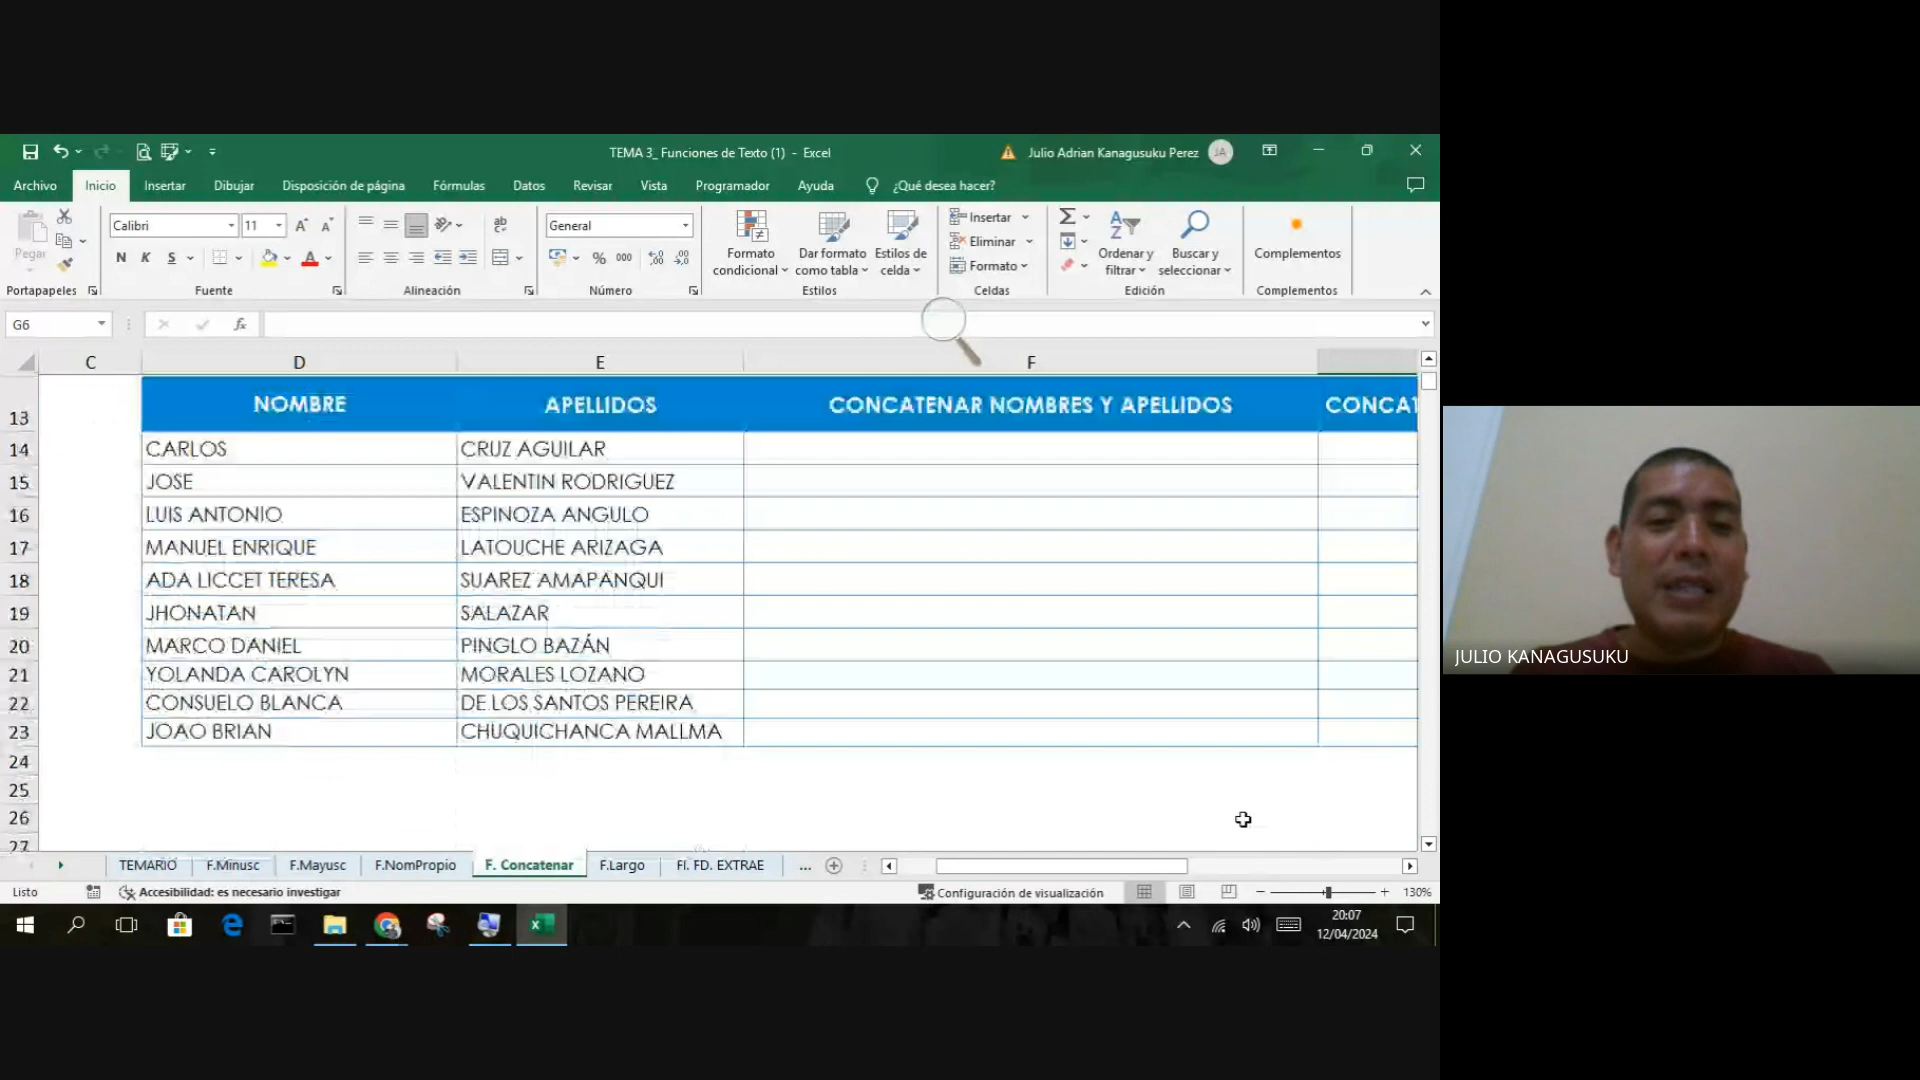 TEMA 3_ Funciones de Texto (1) - Excel
Julio Adrian Kanagusuku Perez
JA
Archivo Inicio Insertar Dibujar Disposición de página Fórmulas Datos Revisar Vista Programador Ayuda ¿Qué desea hacer?
Pegar
Calibri 11
N K S
ab
General
% 000
Formato condicional
Dar formato como tabla
Estilos de celda
Insertar
Eliminar
Formato
Ordenar y filtrar
Buscar y seleccionar
Complementos
Portapapeles Fuente Alineación Número Estilos Celdas Edición Complementos
G6 fx
C D E F
13 NOMBRE APELLIDOS CONCATENAR NOMBRES Y APELLIDOS CONCAT
14 CARLOS CRUZ AGUILAR
15 JOSE VALENTIN RODRIGUEZ
16 LUIS ANTONIO ESPINOZA ANGULO
17 MANUEL ENRIQUE LATOUCHE ARIZAGA
18 ADA LICCET TERESA SUAREZ AMAPANQUI
19 JHONATAN SALAZAR
20 MARCO DANIEL PINGLO BAZÁN
21 YOLANDA CAROLYN MORALES LOZANO
22 CONSUELO BLANCA DE LOS SANTOS PEREIRA
23 JOAO BRIAN CHUQUICHANCA MALLMA
24
25
26
27
TEMARIO F.Minusc F.Mayusc F.NomPropio F. Concatenar F.Largo FI. FD. EXTRAE ...
Listo Accesibilidad: es necesario investigar Configuración de visualización 130%
20:07
12/04/2024
JULIO KANAGUSUKU